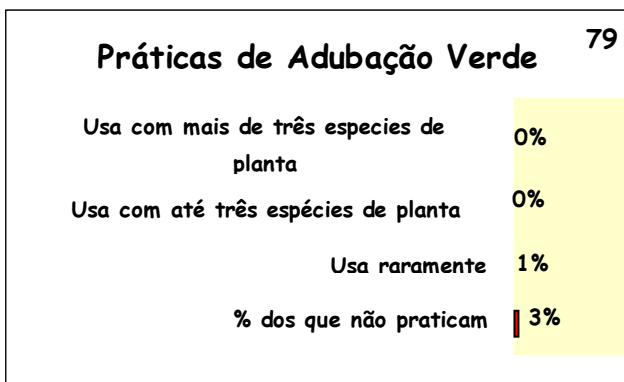 79
Práticas de Adubação Verde
Usa com mais de três especies de
planta
0%
Usa com até três espécies de planta
0%
Usa raramente
1%
% dos que não praticam
3%